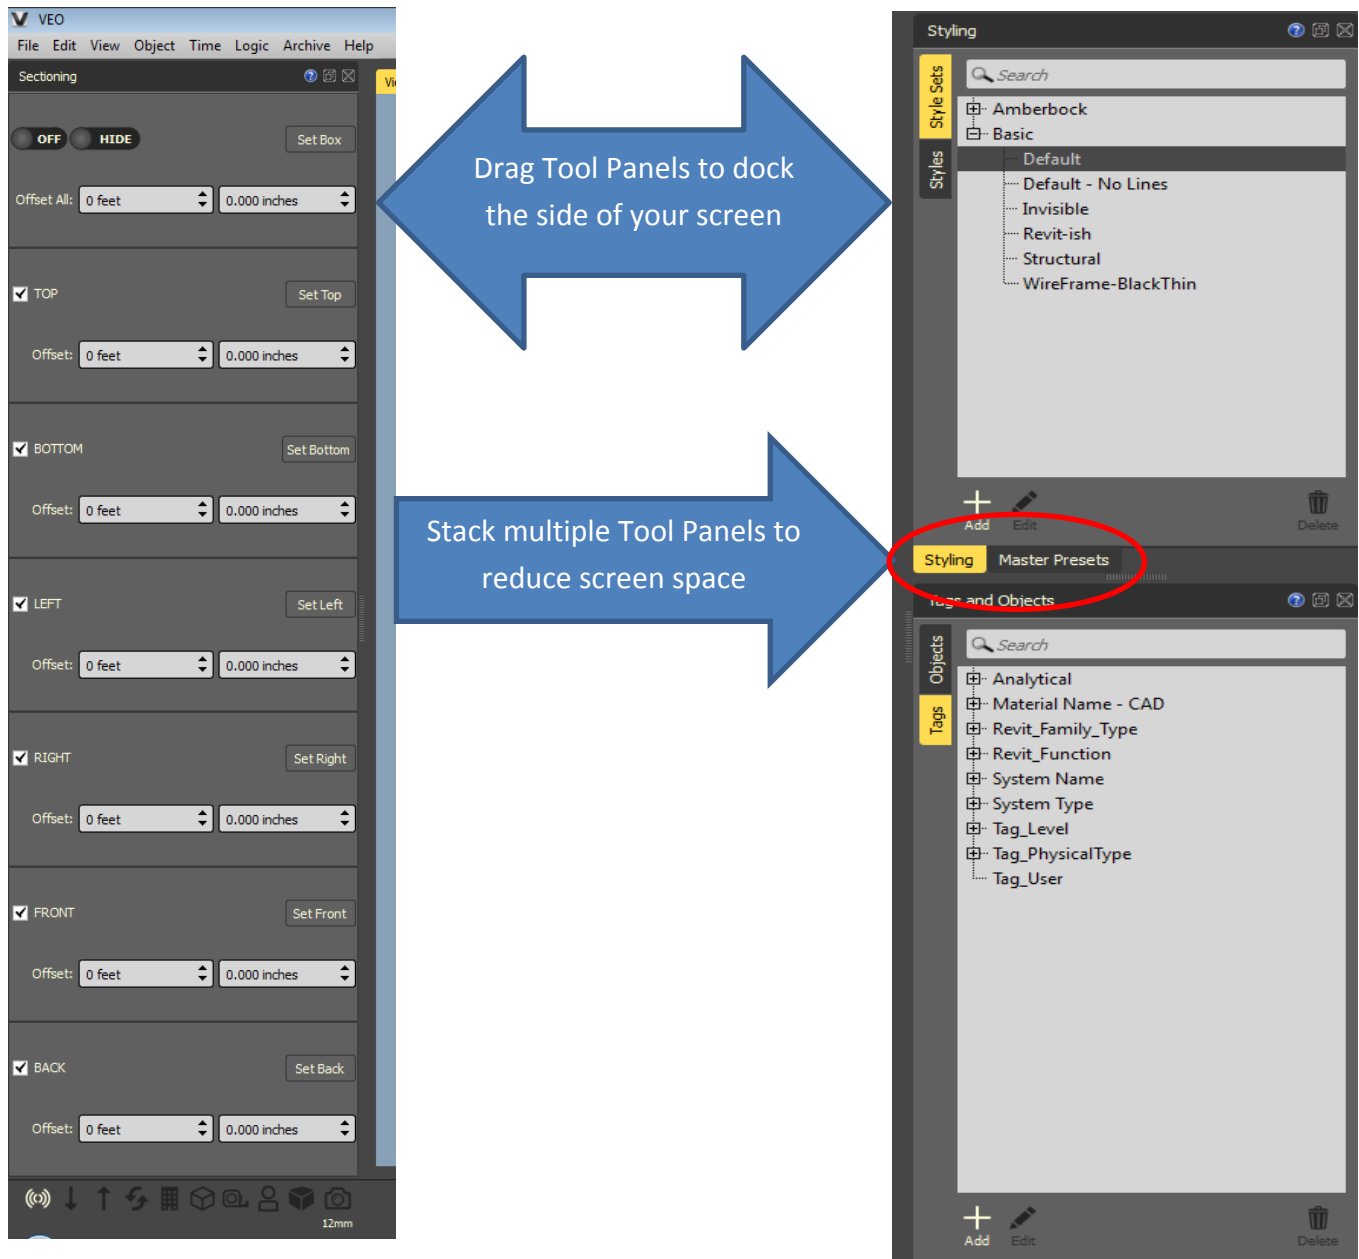 VEO
File Edit View Object Time Logic Archive Help
Sectioning
OFF HIDE Set Box
Offset All: 0 feet 0.000 inches
TOP Set Top
Offset: 0 feet 0.000 inches
BOTTOM Set Bottom
Offset: 0 feet 0.000 inches
LEFT Set Left
Offset: 0 feet 0.000 inches
RIGHT Set Right
Offset: 0 feet 0.000 inches
FRONT Set Front
Offset: 0 feet 0.000 inches
BACK Set Back
Offset: 0 feet 0.000 inches
12mm
Drag Tool Panels to dock
the side of your screen
Stack multiple Tool Panels to
reduce screen space
Styling
Style Sets
Styles
Search
Amberbock
Basic
Default
Default - No Lines
Invisible
Revit-ish
Structural
WireFrame-BlackThin
Add Edit Delete
Styling Master Presets
Tags and Objects
Objects
Tags
Search
Analytical
Material Name - CAD
Revit_Family_Type
Revit_Function
System Name
System Type
Tag_Level
Tag_PhysicalType
Tag_User
Add Edit Delete